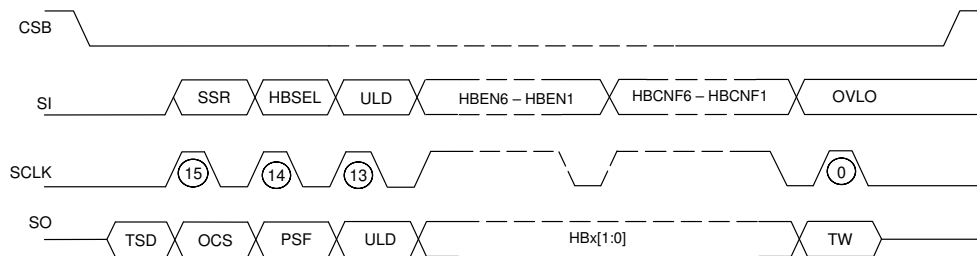 CSB
SI SSR HBSEL ULD HBEN6 – HBEN1 HBCNF6 – HBCNF1 OVLO
SCLK 15 14 13 0
SO TSD OCS PSF ULD HBx[1:0] TW